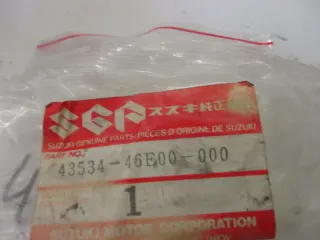 SGP スズキ純正
SUZUKI GENUINE PARTS·PIÈCES D'ORIGINE DE SUZUKI
PART NO.
43534-46E00-000
1
SUZUKI MOTOR CORPORATION